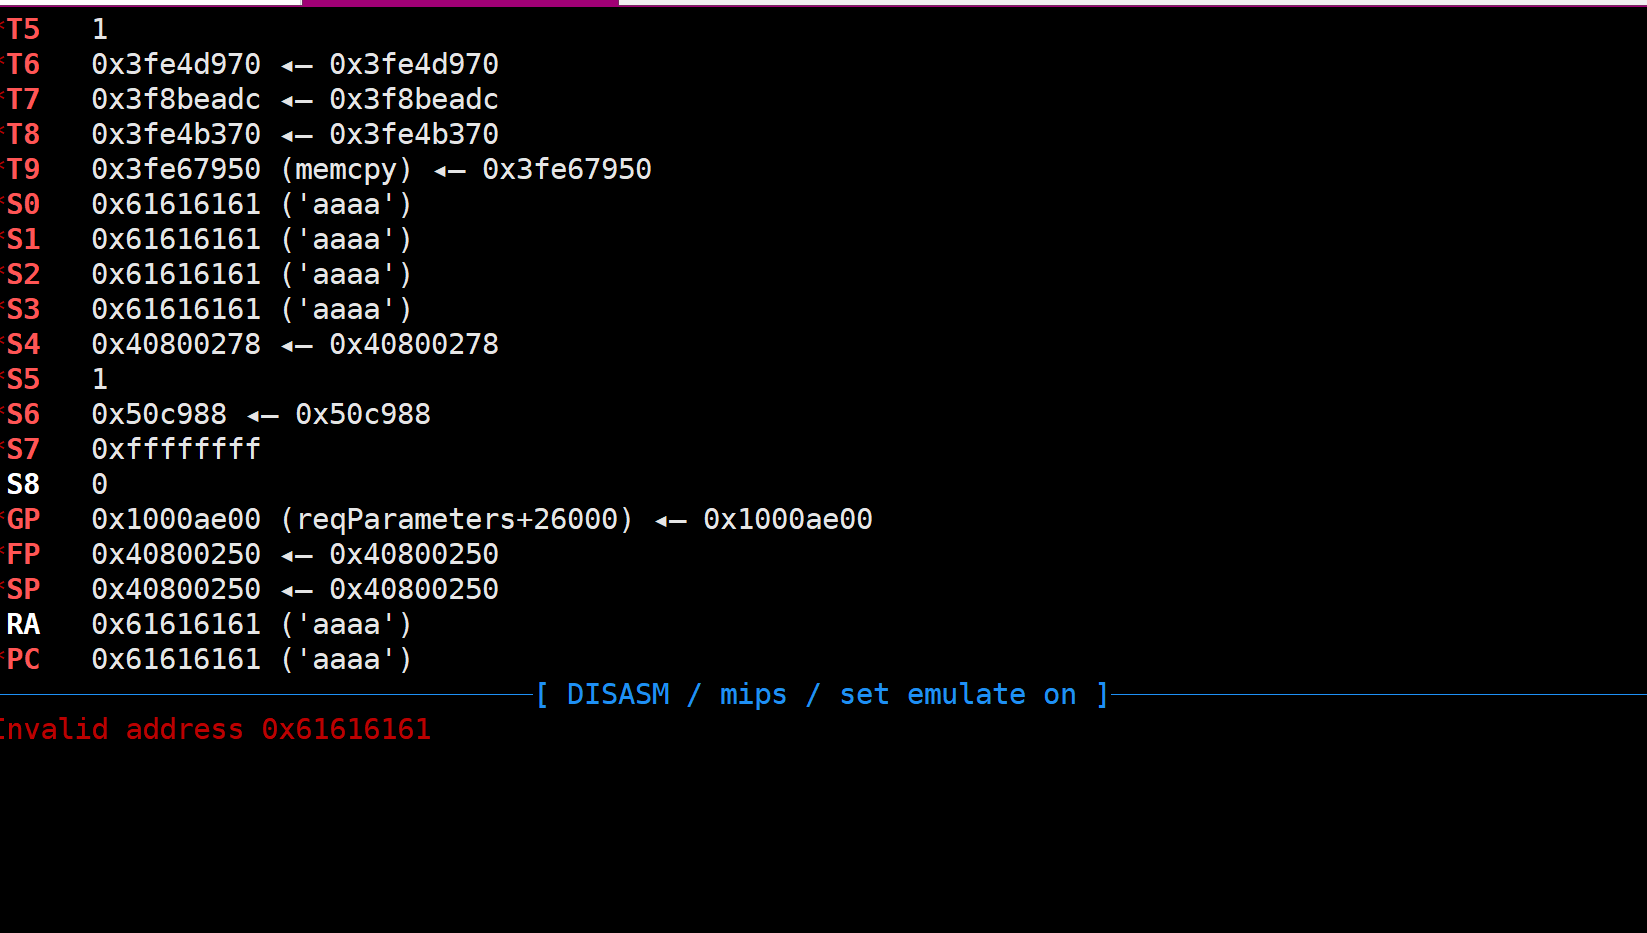 *T5 1
*T6 0x3fe4d970 ◂— 0x3fe4d970
*T7 0x3f8beadc ◂— 0x3f8beadc
*T8 0x3fe4b370 ◂— 0x3fe4b370
*T9 0x3fe67950 (memcpy) ◂— 0x3fe67950
*S0 0x61616161 ('aaaa')
*S1 0x61616161 ('aaaa')
*S2 0x61616161 ('aaaa')
*S3 0x61616161 ('aaaa')
*S4 0x40800278 ◂— 0x40800278
*S5 1
*S6 0x50c988 ◂— 0x50c988
*S7 0xffffffff
S8 0
*GP 0x1000ae00 (reqParameters+26000) ◂— 0x1000ae00
*FP 0x40800250 ◂— 0x40800250
*SP 0x40800250 ◂— 0x40800250
RA 0x61616161 ('aaaa')
*PC 0x61616161 ('aaaa')
[ DISASM / mips / set emulate on ]
Invalid address 0x61616161